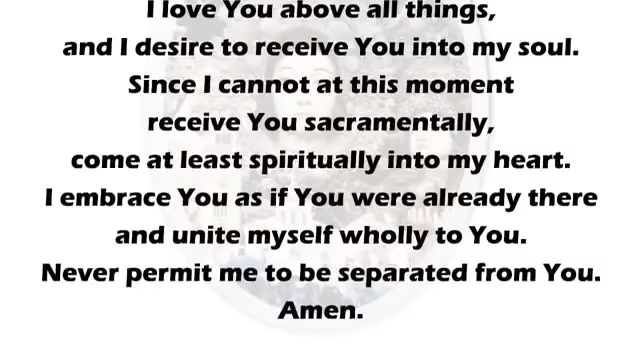 I love You above all things,
and I desire to receive You into my soul.
Since I cannot at this moment
receive You sacramentally,
come at least spiritually into my heart.
I embrace You as if You were already there
and unite myself wholly to You.
Never permit me to be separated from You.
Amen.